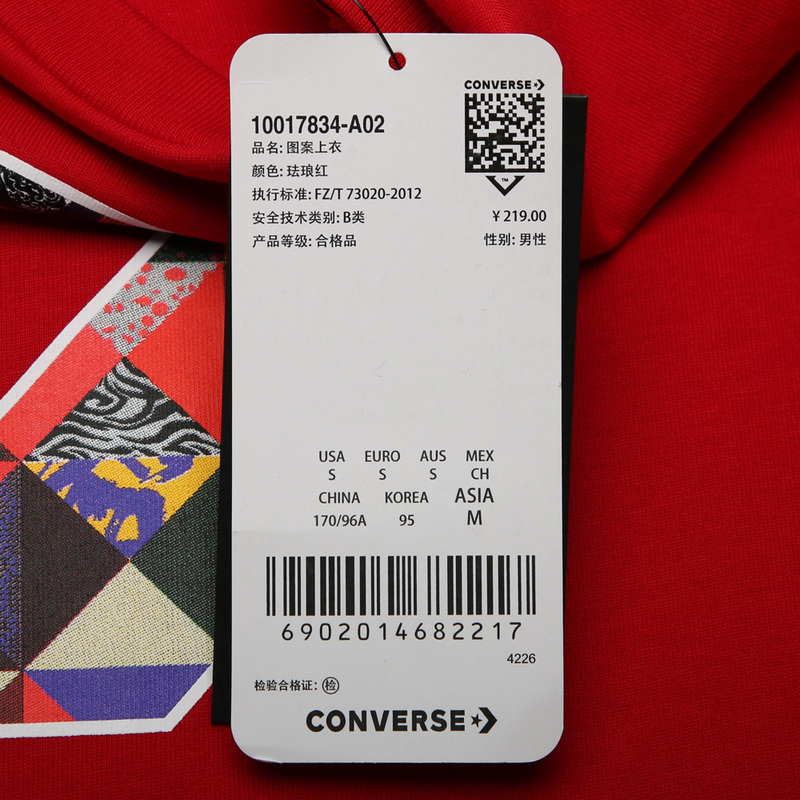 CONVERSE
10017834-A02
品名: 图案上衣
颜色: 珐琅红
执行标准: FZ/T 73020-2012
安全技术类别: B类
产品等级: 合格品
TM
¥ 219.00
性别: 男性
USA EURO AUS MEX
S S S CH
CHINA KOREA ASIA
170/96A 95 M
6902014682217
4226
检验合格证: 检
CONVERSE